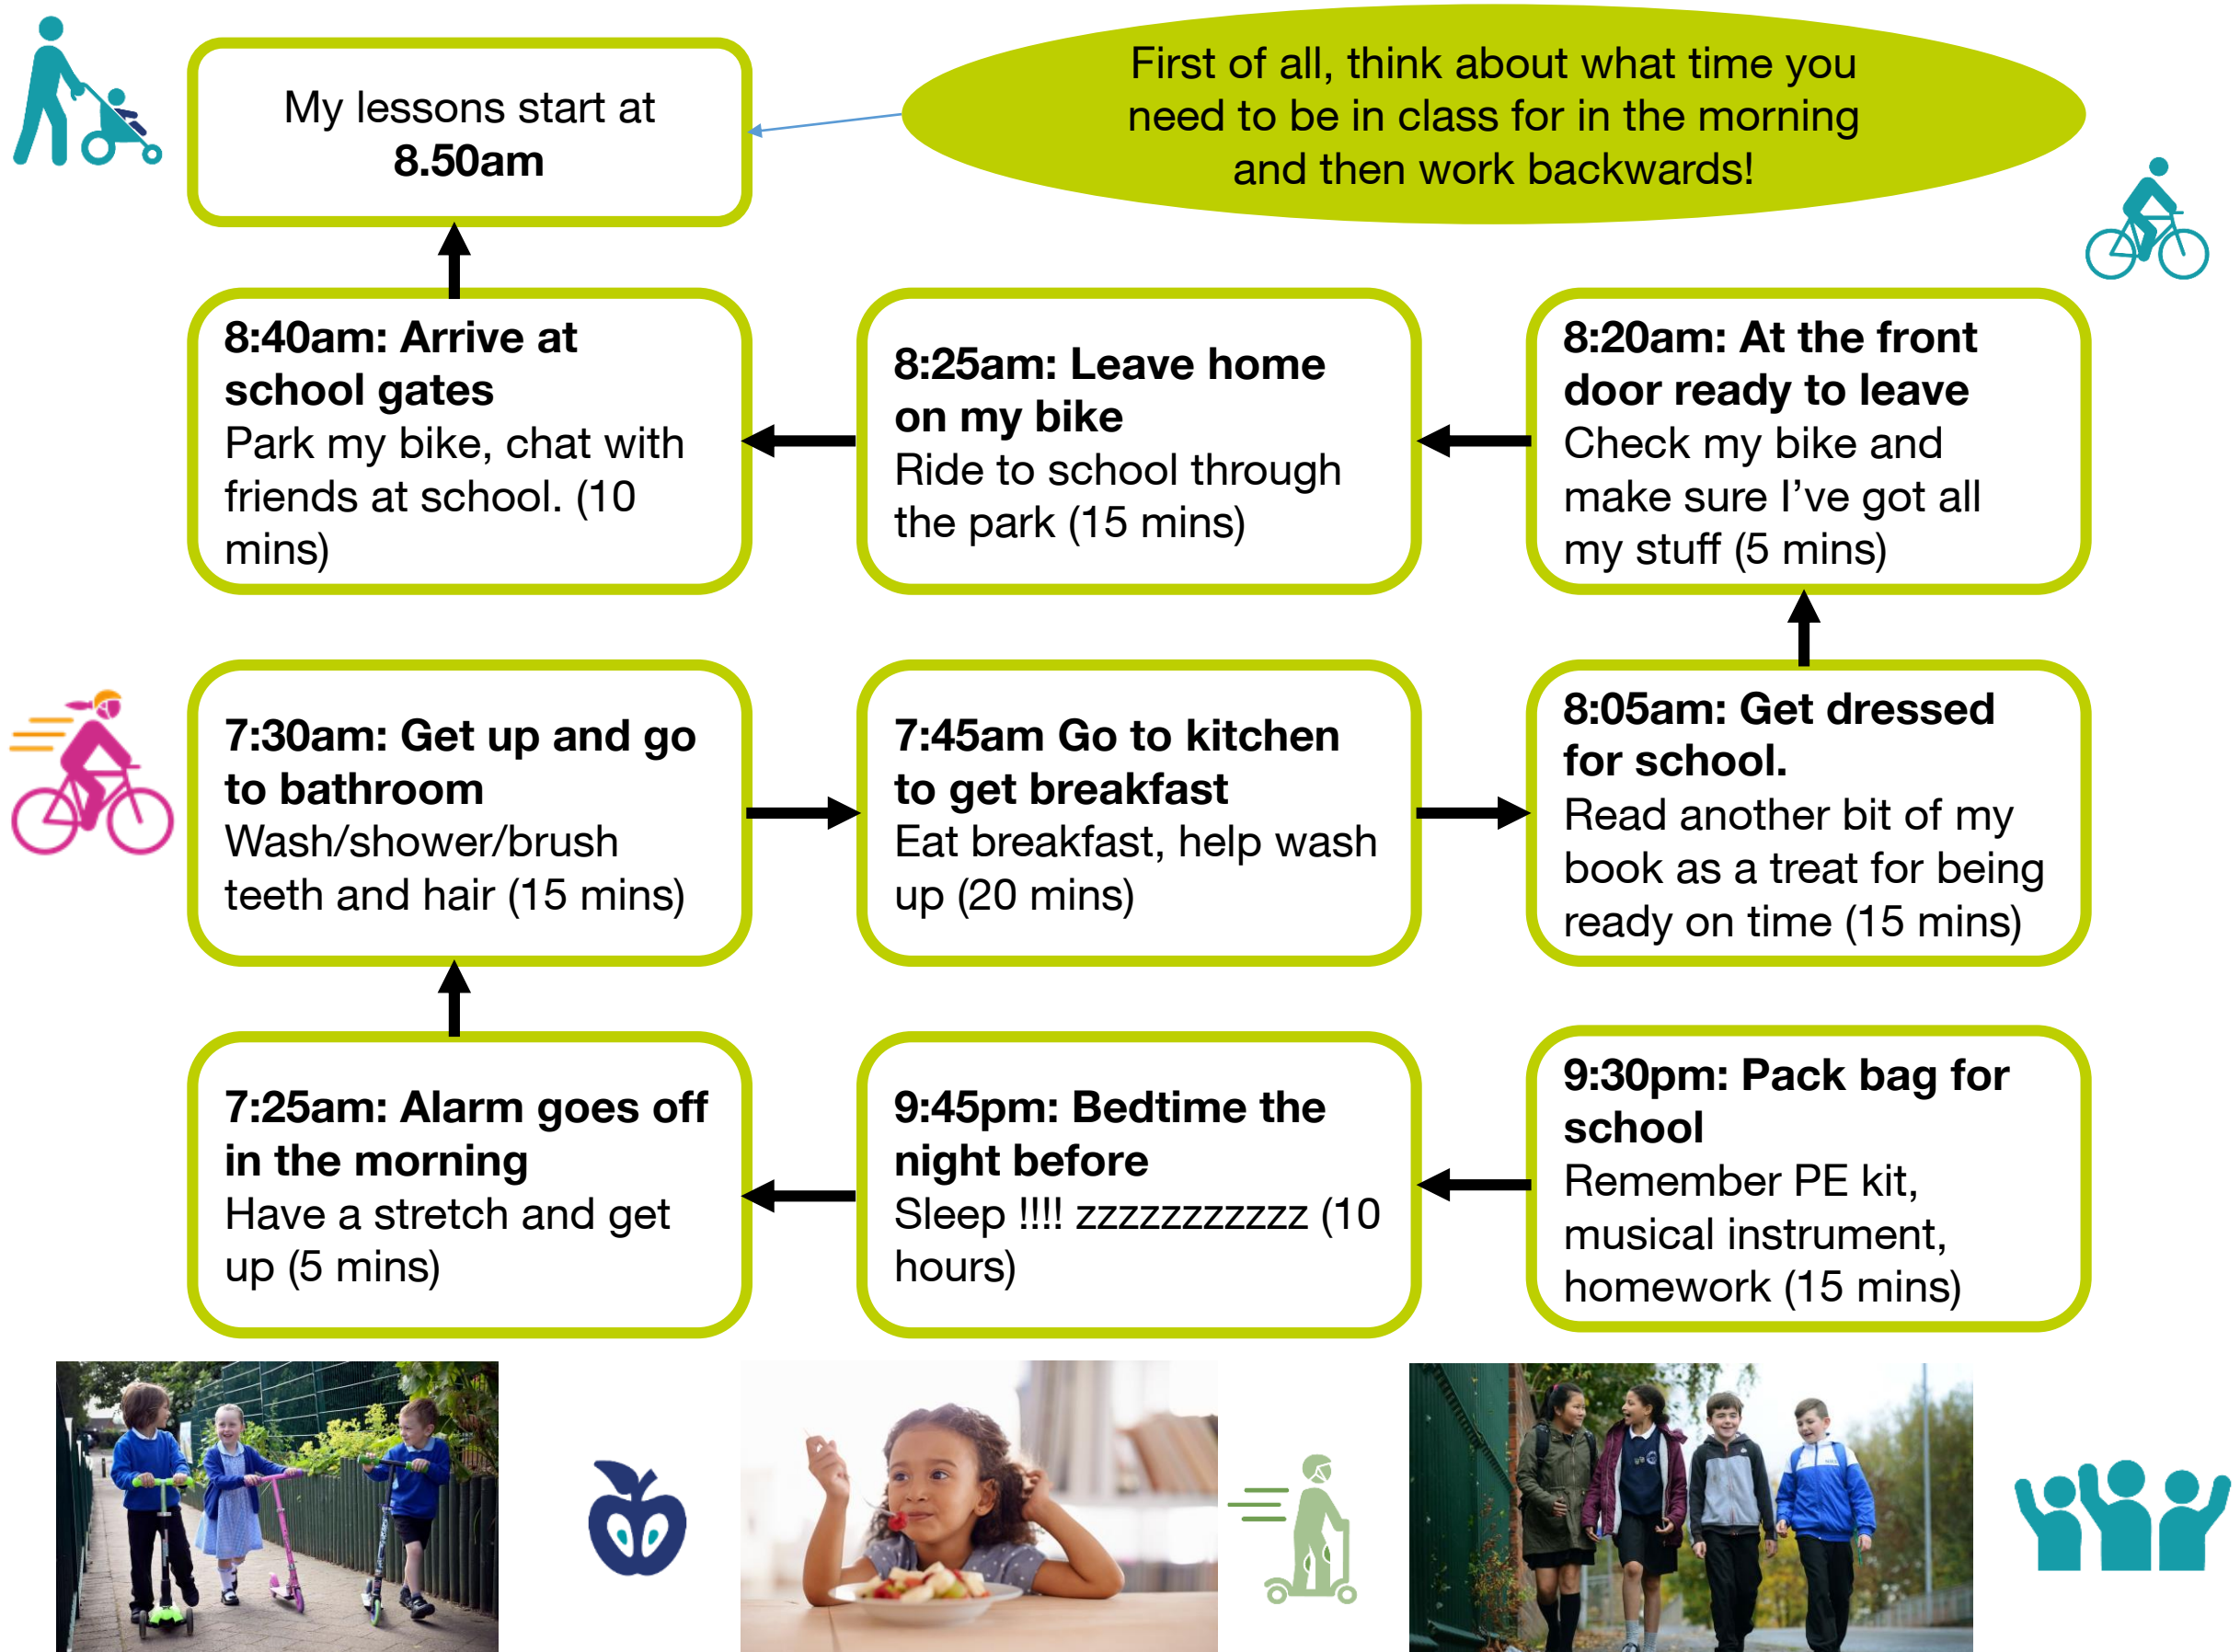 My lessons start at
8.50am
First of all, think about what time you
need to be in class for in the morning
and then work backwards!
8:40am: Arrive at
school gates
Park my bike, chat with
friends at school. (10
mins)
8:25am: Leave home
on my bike
Ride to school through
the park (15 mins)
8:20am: At the front
door ready to leave
Check my bike and
make sure I’ve got all
my stuff (5 mins)
7:30am: Get up and go
to bathroom
Wash/shower/brush
teeth and hair (15 mins)
7:45am Go to kitchen
to get breakfast
Eat breakfast, help wash
up (20 mins)
8:05am: Get dressed
for school.
Read another bit of my
book as a treat for being
ready on time (15 mins)
7:25am: Alarm goes off
in the morning
Have a stretch and get
up (5 mins)
9:45pm: Bedtime the
night before
Sleep !!!! zzzzzzzzzzz (10
hours)
9:30pm: Pack bag for
school
Remember PE kit,
musical instrument,
homework (15 mins)